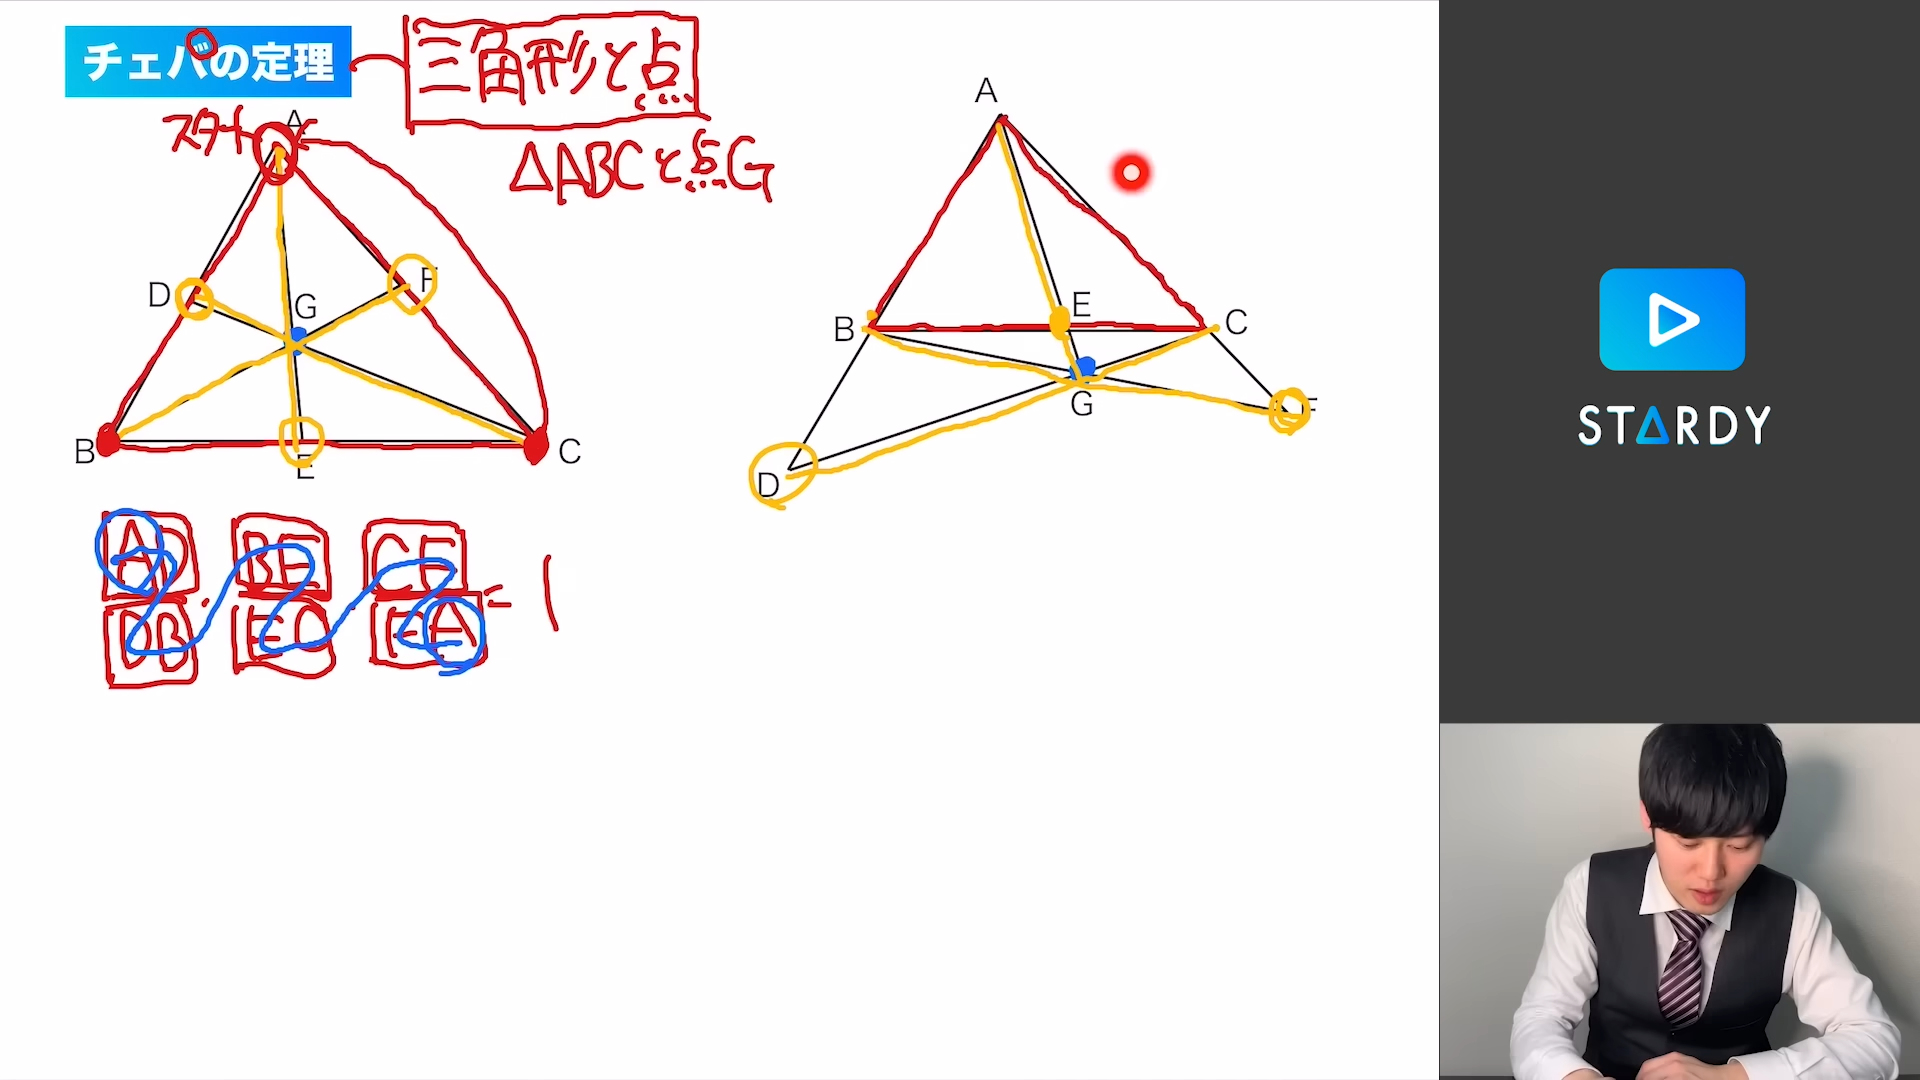 チェバの定理
三角形と点
スタート
△ABCと点G
A
D
F
G
B
E
C
AD BE CF = 1
DB EC FA
A
B
E
C
G
D
STARDY